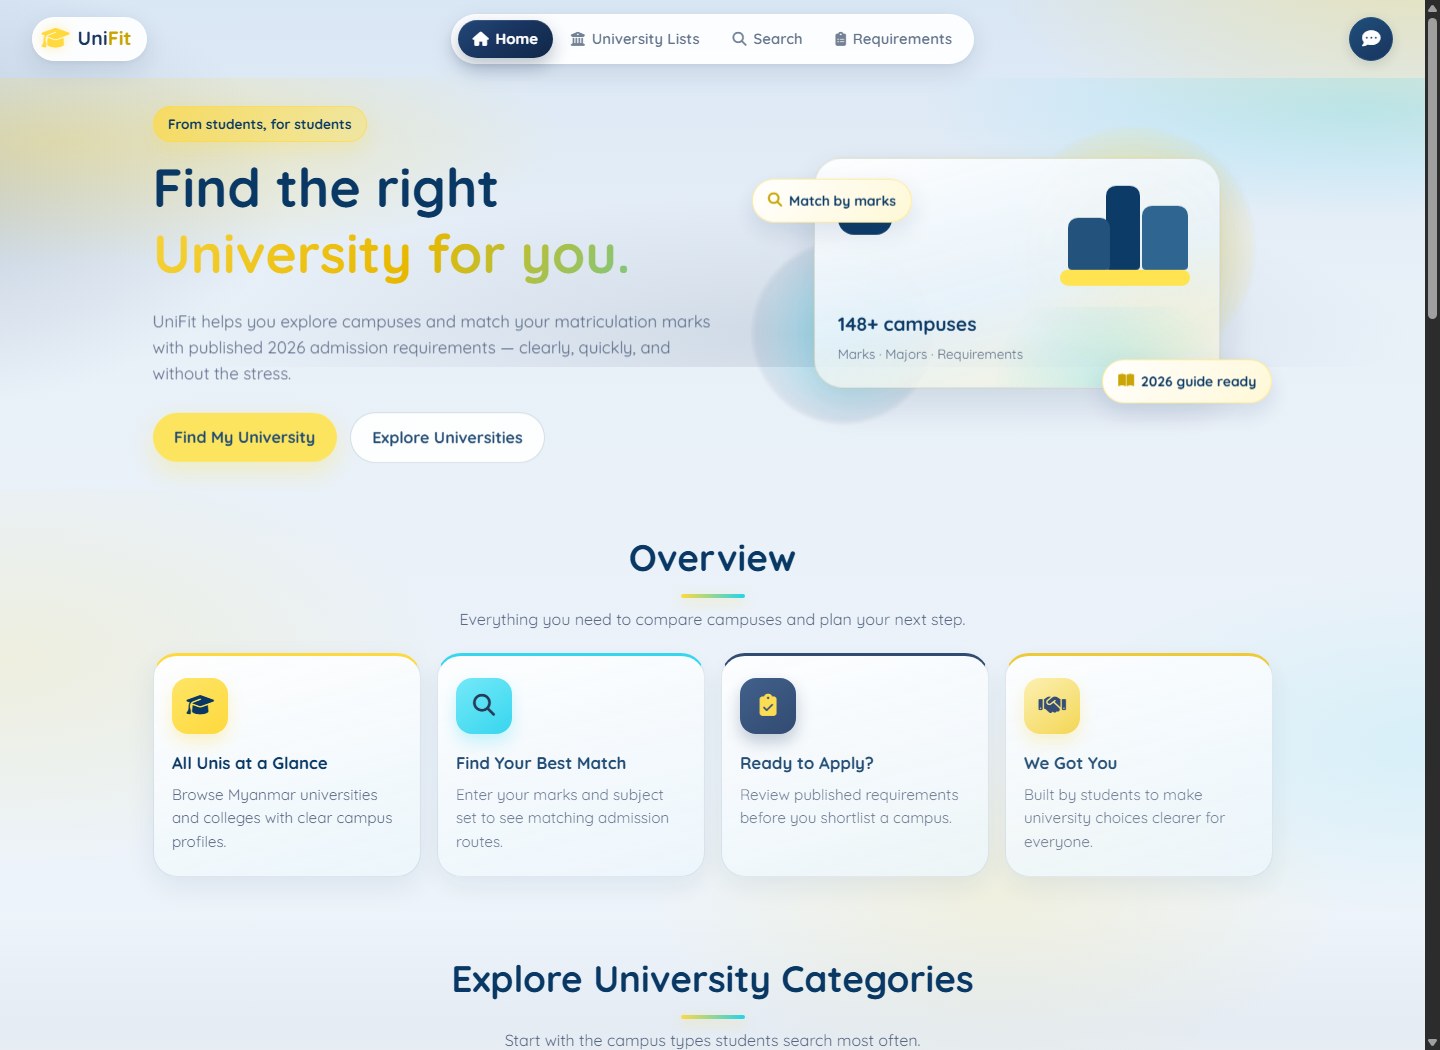 UniFit
Home
University Lists
Search
Requirements
From students, for students
Find the right
University for you.
UniFit helps you explore campuses and match your matriculation marks
with published 2026 admission requirements — clearly, quickly, and
without the stress.
Find My University
Explore Universities
Match by marks
148+ campuses
Marks · Majors · Requirements
2026 guide ready
Overview
Everything you need to compare campuses and plan your next step.
All Unis at a Glance
Browse Myanmar universities
and colleges with clear campus
profiles.
Find Your Best Match
Enter your marks and subject
set to see matching admission
routes.
Ready to Apply?
Review published requirements
before you shortlist a campus.
We Got You
Built by students to make
university choices clearer for
everyone.
Explore University Categories
Start with the campus types students search most often.